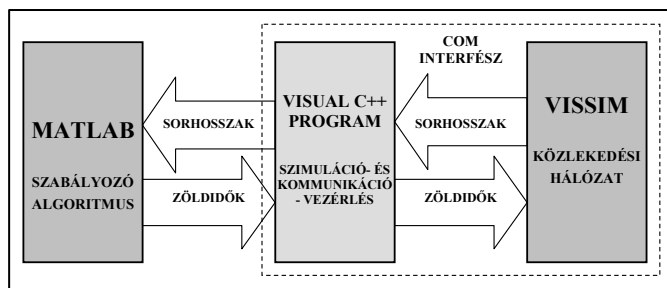 COM
INTERFÉSZ
MATLAB
SZABÁLYOZÓ
ALGORITMUS
SORHOSSZAK
ZÖLDIDŐK
VISUAL C++
PROGRAM
SZIMULÁCIÓ- ÉS
KOMMUNIKÁCIÓ
- VEZÉRLÉS
SORHOSSZAK
ZÖLDIDŐK
VISSIM
KÖZLEKEDÉSI
HÁLÓZAT